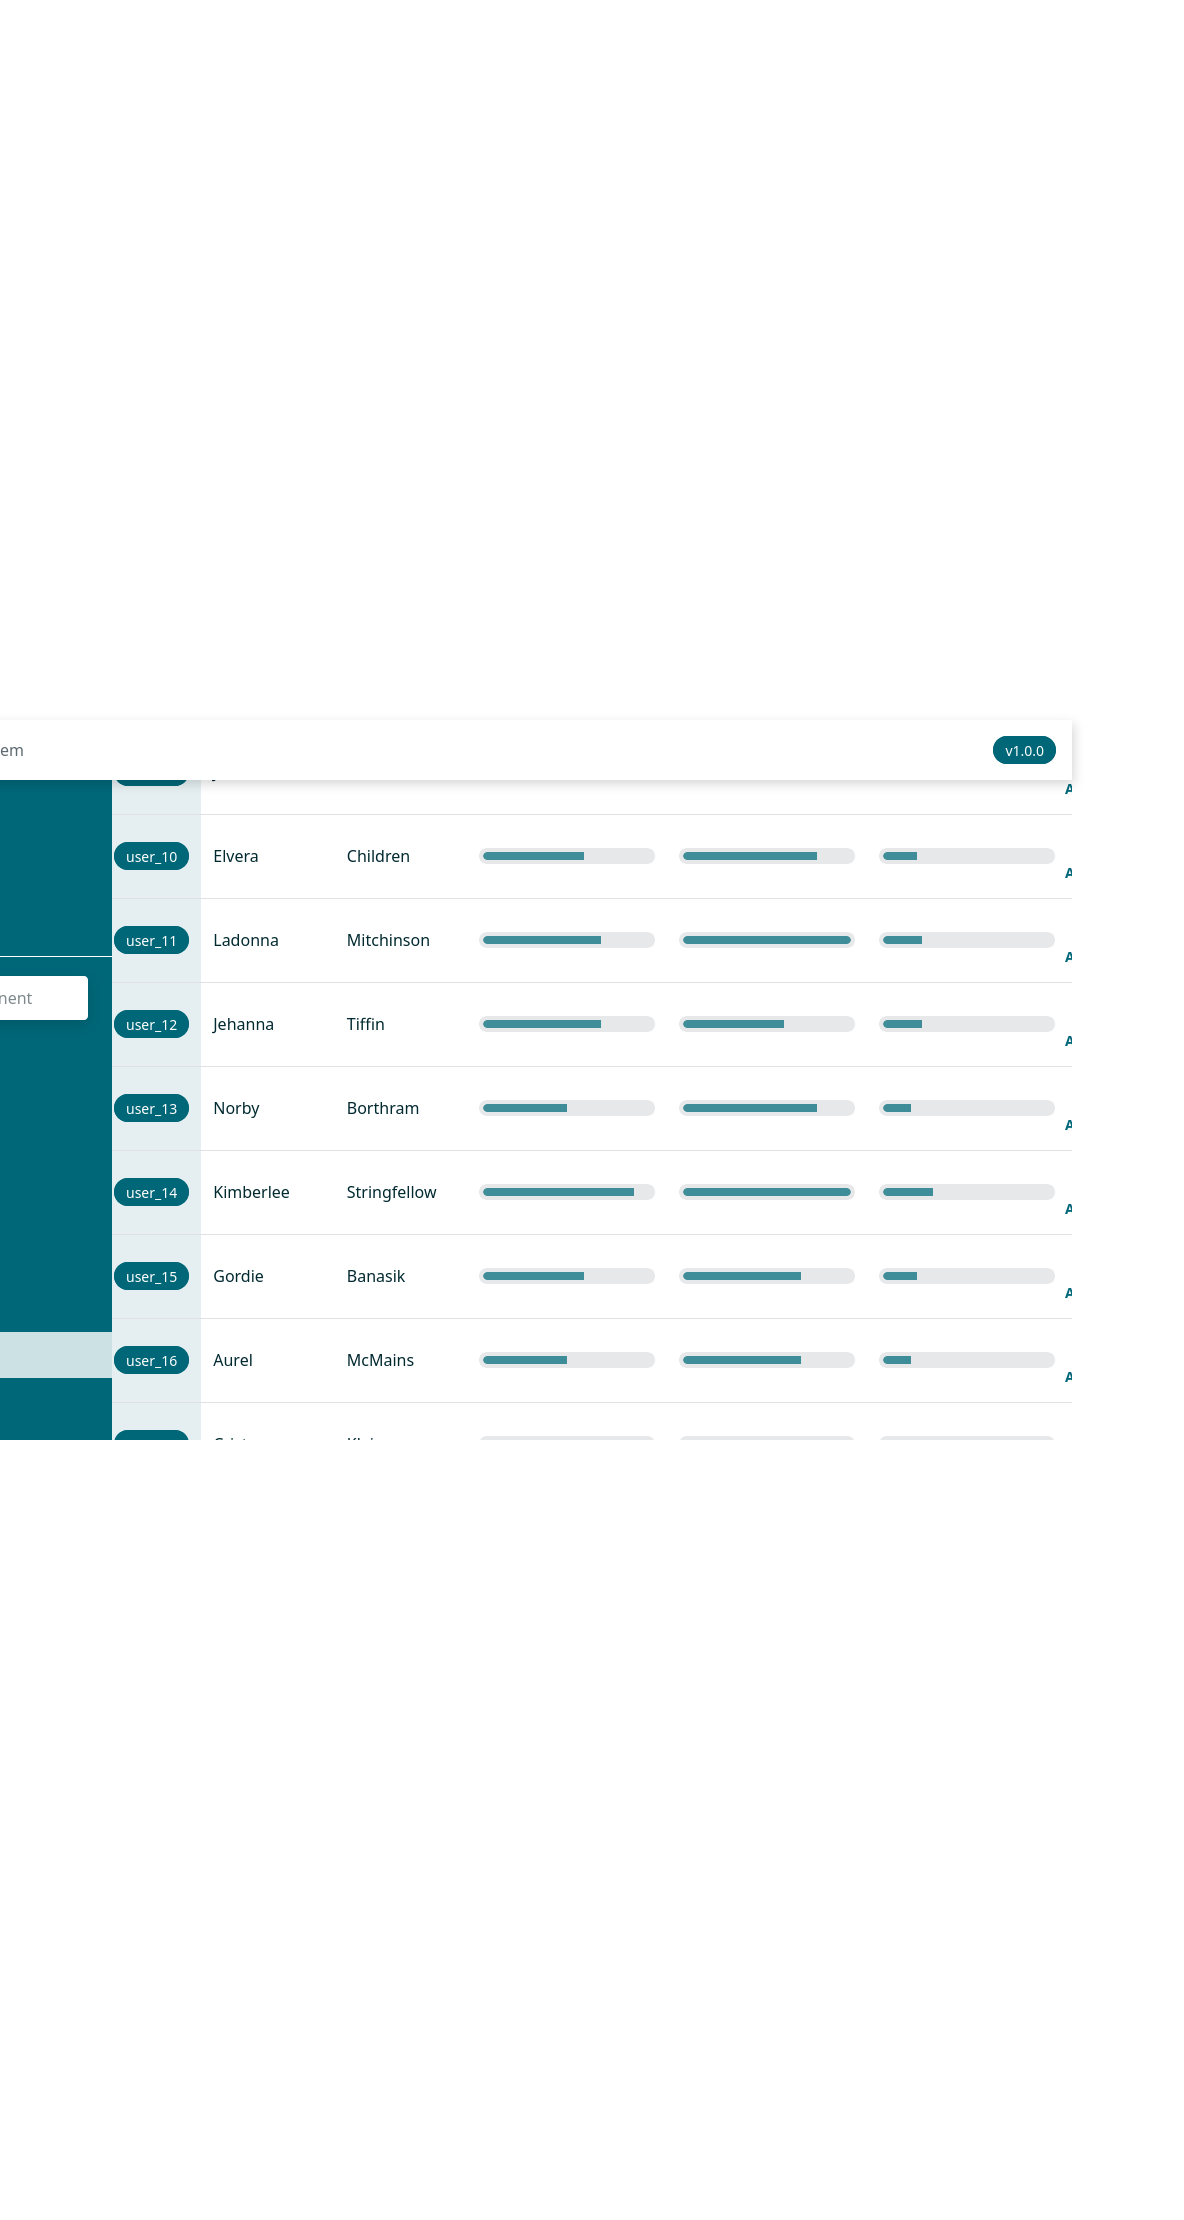 em v1.0.0
A
user_10 Elvera Children
A
user_11 Ladonna Mitchinson
nent
A
user_12 Jehanna Tiffin
A
user_13 Norby Borthram
A
user_14 Kimberlee Stringfellow
A
user_15 Gordie Banasik
A
user_16 Aurel McMains
A